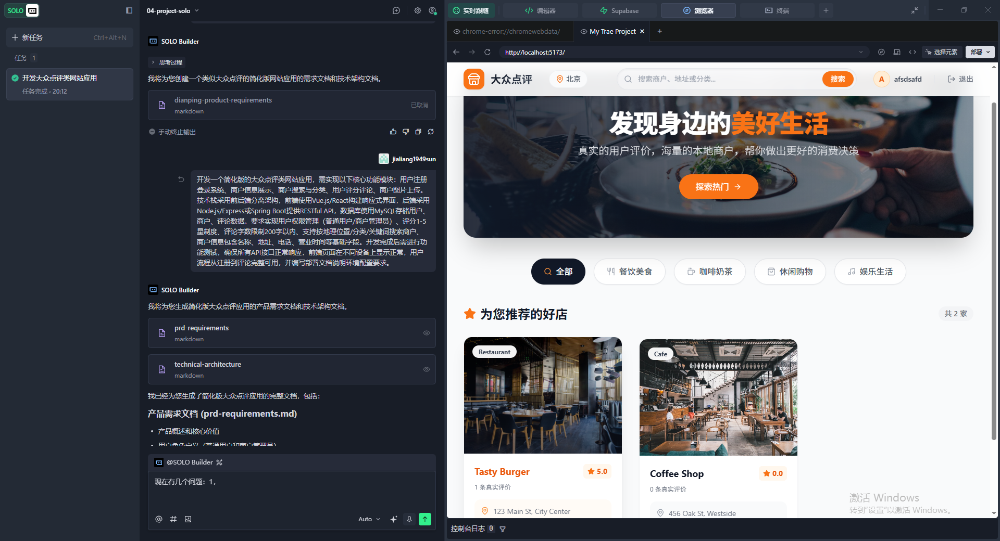 SOLO
新任务
Ctrl+Alt+N
任务 1
开发大众点评类网站应用
任务完成 · 20:12
04-project-solo
SOLO Builder
思考过程
我将为您创建一个类似大众点评的简化版网站应用的需求文档和技术架构文档。
dianping-product-requirements
markdown
已取消
手动终止输出
jialiang1949sun
开发一个简化版的大众点评类网站应用，需实现以下核心功能模块：用户注册
登录系统、商户信息展示、商户搜索与分类、用户评分评论、商户图片上传。
技术栈采用前后端分离架构，前端使用Vue.js/React构建响应式界面，后端采用
Node.js/Express或Spring Boot提供RESTful API，数据库使用MySQL存储用户、
商户、评论数据。要求实现用户权限管理（普通用户/商户管理员）、评分1-5
星制度、评论字数限制200字以内、支持按地理位置/分类/关键词搜索商户、
商户信息包含名称、地址、电话、营业时间等基础字段。开发完成后需进行功
能测试，确保所有API接口正常响应，前端页面在不同设备上显示正常，用户
流程从注册到评论完整可用，并编写部署文档说明环境配置要求。
SOLO Builder
我将为您生成简化版大众点评应用的产品需求文档和技术架构文档。
prd-requirements
markdown
technical-architecture
markdown
我已经为您生成了简化版大众点评应用的完整文档，包括：
产品需求文档 (prd-requirements.md)
• 产品概述和核心价值
• 用户角色定义（普通用户和商户管理员）
@SOLO Builder
现在有几个问题：1，
Auto
实时跟随
编辑器
Supabase
浏览器
终端
chrome-error://chromewebdata/
My Trae Project
http://localhost:5173/
选择元素
部署
大众点评
北京
搜索商户、地址或分类...
搜索
A
afsdsafd
退出
发现身边的美好生活
真实的用户评价，海量的本地商户，帮你做出更好的消费决策
探索热门
全部
餐饮美食
咖啡奶茶
休闲购物
娱乐生活
为您推荐的好店
共 2 家
Restaurant
Tasty Burger
5.0
1 条真实评价
123 Main St, City Center
Cafe
Coffee Shop
0.0
0 条真实评价
456 Oak St, Westside
激活 Windows
转到“设置”以激活 Windows。
控制台日志 0